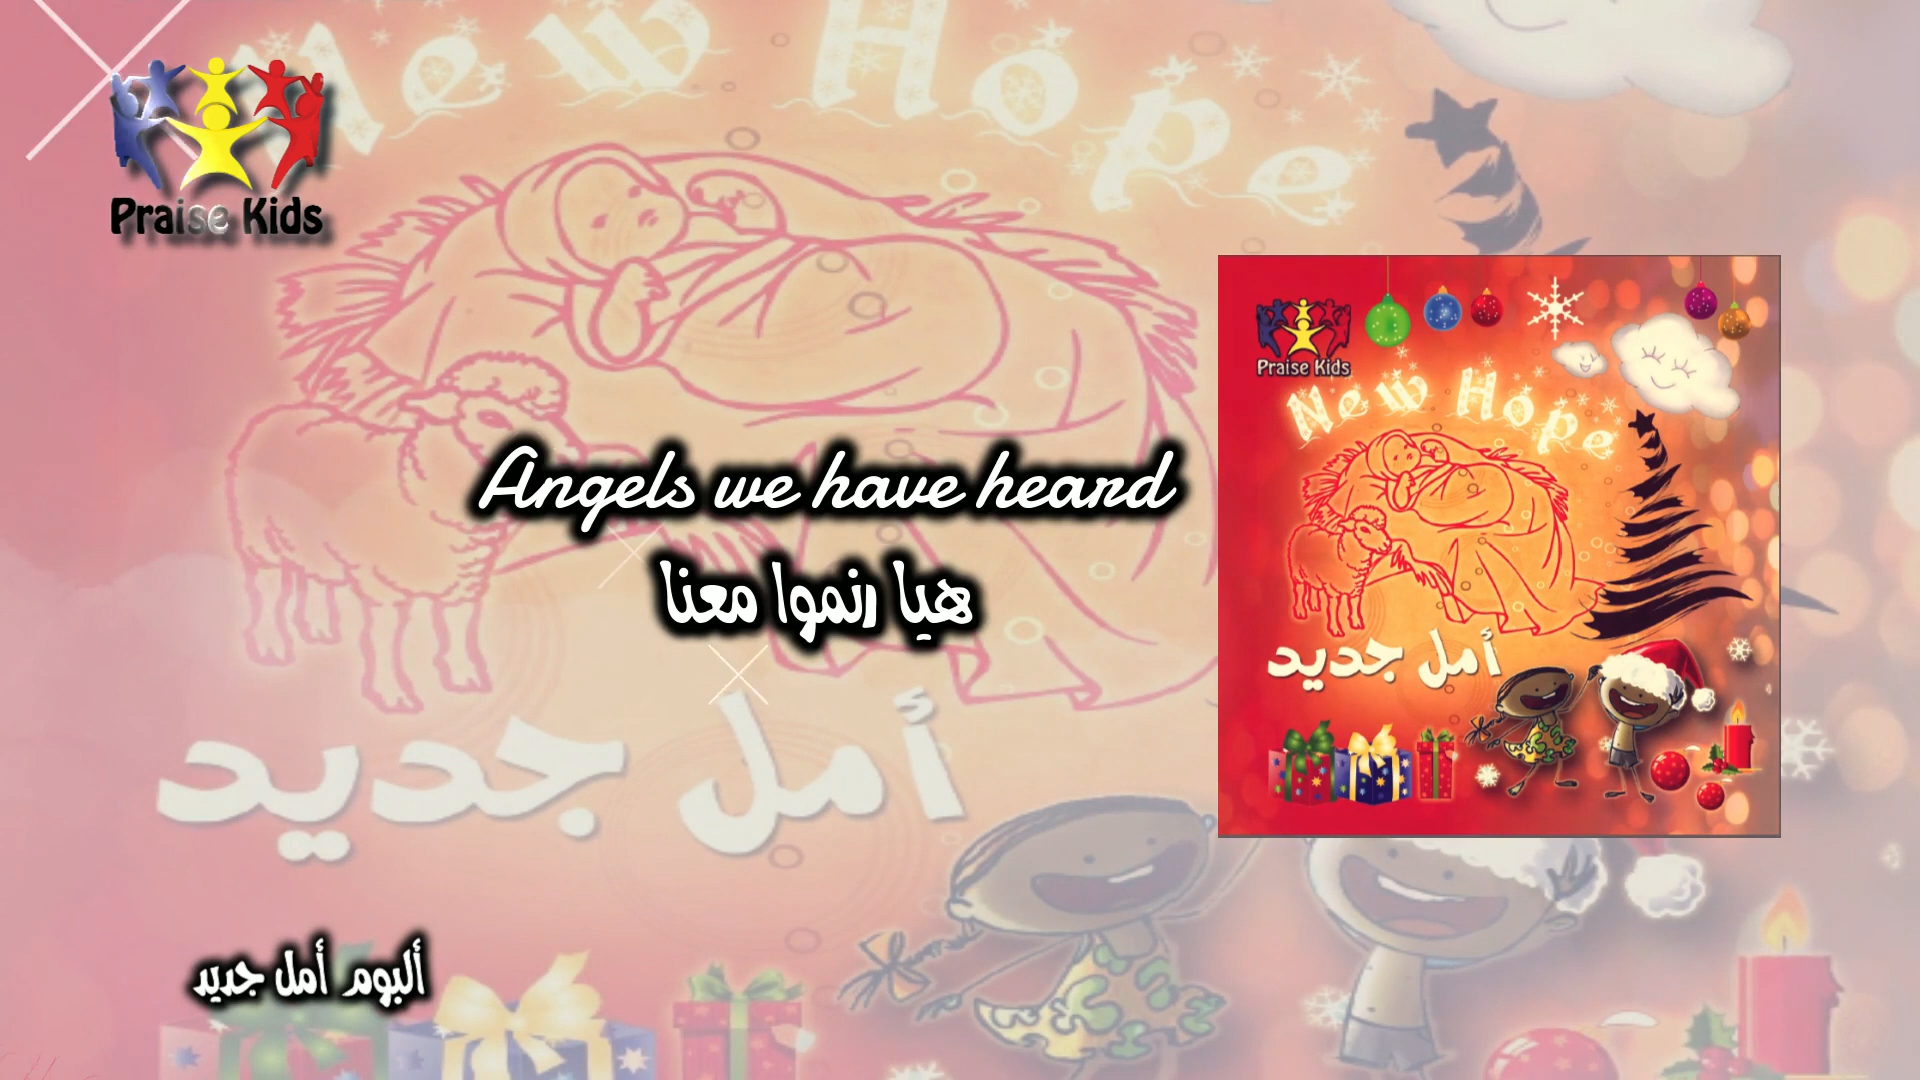 New Hope
Praise Kids
Praise Kids
New Hope
Angels we have heard
هيا رنموا معنا
أمل جديد
أمل جديد
ألبوم أمل جديد